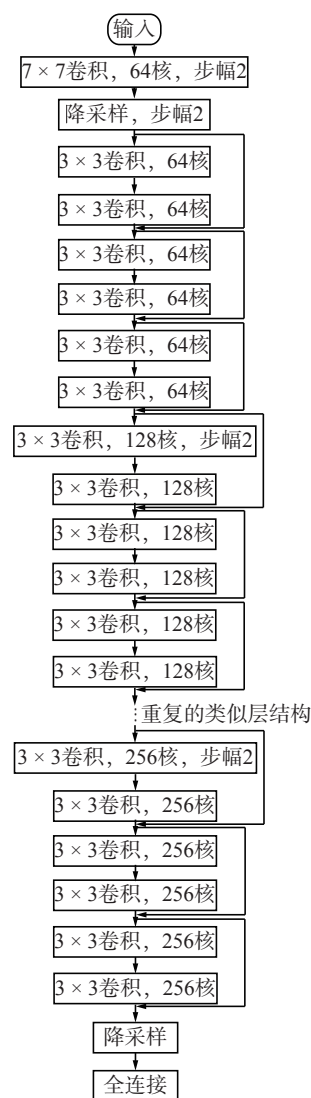 输入
7 × 7卷积，64核，步幅2
降采样，步幅2
3 × 3卷积，64核
3 × 3卷积，64核
3 × 3卷积，64核
3 × 3卷积，64核
3 × 3卷积，64核
3 × 3卷积，64核
3 × 3卷积，128核，步幅2
3 × 3卷积，128核
3 × 3卷积，128核
3 × 3卷积，128核
3 × 3卷积，128核
3 × 3卷积，128核
重复的类似层结构
3 × 3卷积，256核，步幅2
3 × 3卷积，256核
3 × 3卷积，256核
3 × 3卷积，256核
3 × 3卷积，256核
3 × 3卷积，256核
降采样
全连接